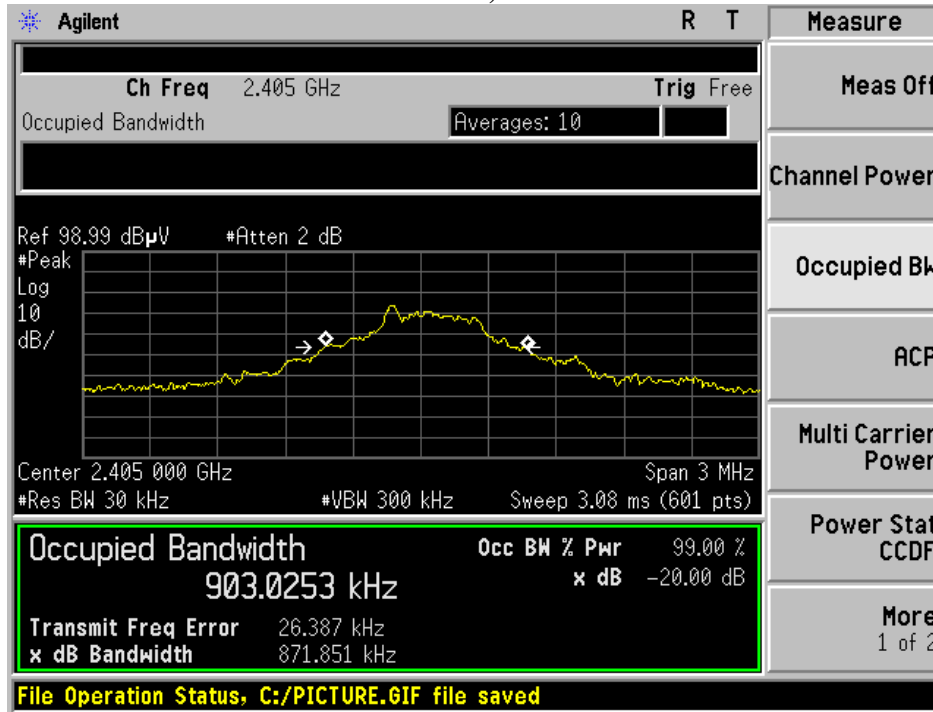 Agilent R T Measure
Ch Freq 2.405 GHz Trig Free
Occupied Bandwidth Averages: 10
Ref 98.99 dBµV #Atten 2 dB
#Peak
Log
10
dB/
Center 2.405 000 GHz Span 3 MHz
#Res BW 30 kHz #VBW 300 kHz Sweep 3.08 ms (601 pts)
Occupied Bandwidth Occ BW % Pwr 99.00 %
903.0253 kHz x dB -20.00 dB
Transmit Freq Error 26.387 kHz
x dB Bandwidth 871.851 kHz
File Operation Status, C:/PICTURE.GIF file saved
Meas Off
Channel Power
Occupied BW
ACP
Multi Carrier
Power
Power Stat
CCDF
More
1 of 2